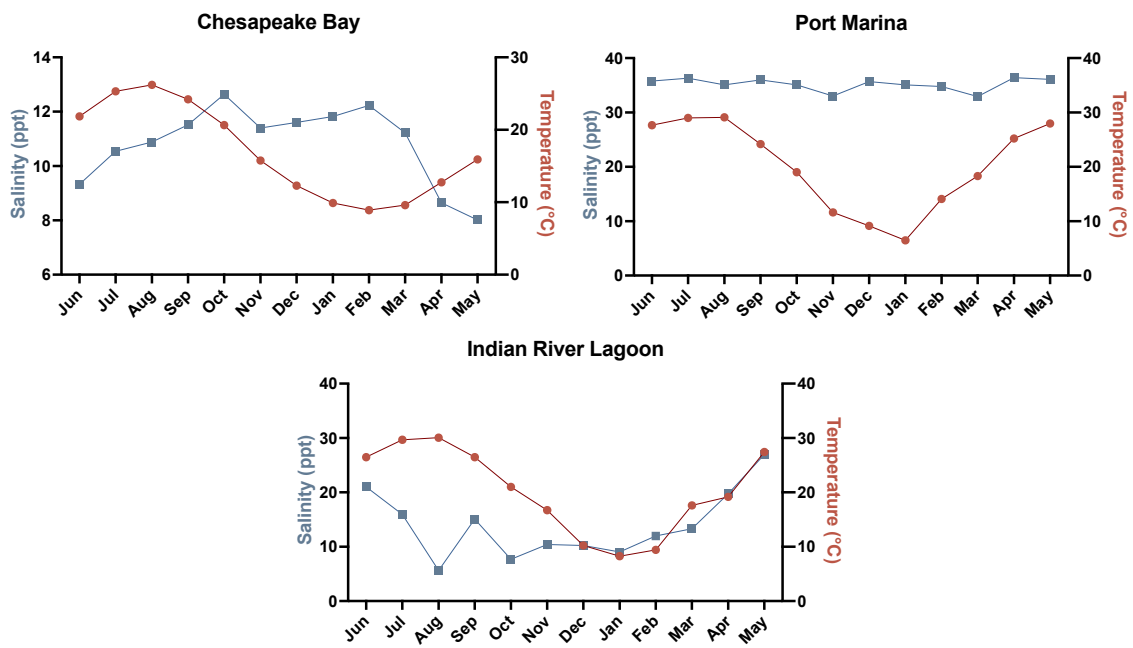 Chesapeake Bay
14
12
10
8
6
Salinity (ppt)
30
20
10
0
Temperature (°C)
Jun Jul Aug Sep Oct Nov Dec Jan Feb Mar Apr May
Port Marina
40
30
20
10
0
Salinity (ppt)
40
30
20
10
0
Temperature (°C)
Jun Jul Aug Sep Oct Nov Dec Jan Feb Mar Apr May
Indian River Lagoon
40
30
20
10
0
Salinity (ppt)
40
30
20
10
0
Temperature (°C)
Jun Jul Aug Sep Oct Nov Dec Jan Feb Mar Apr May